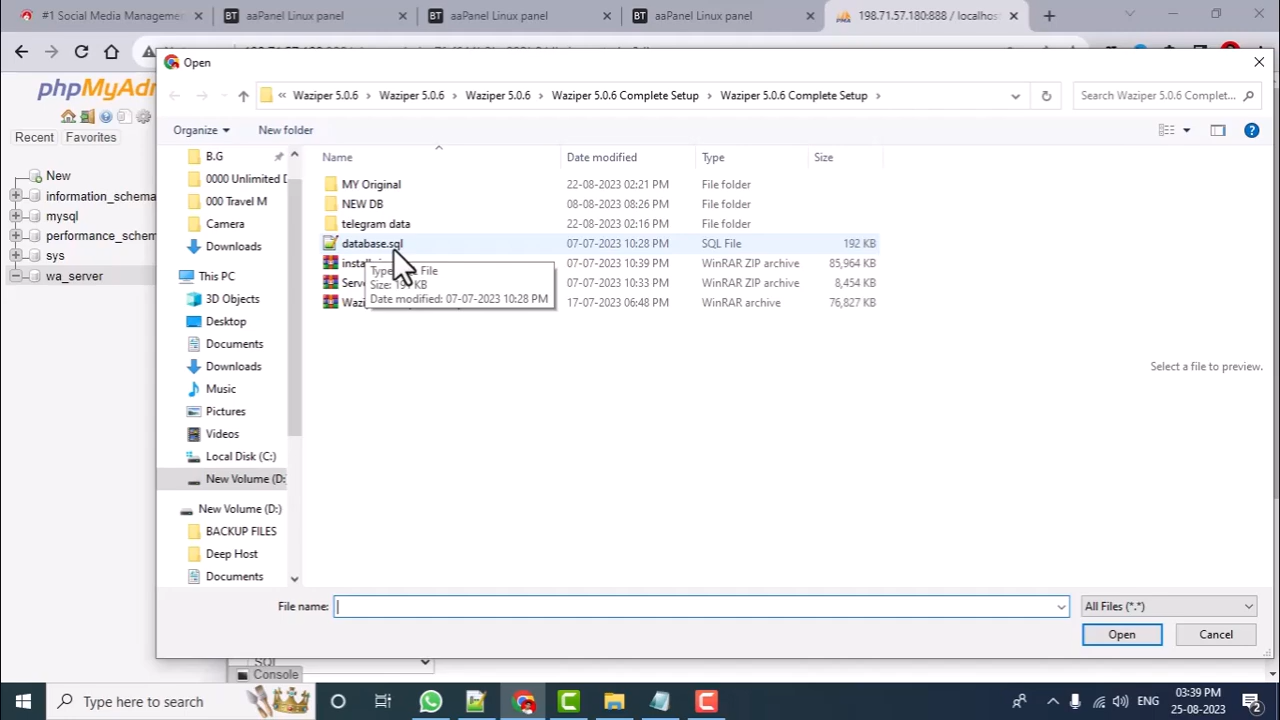 #1 Social Media Management
aaPanel Linux panel
aaPanel Linux panel
aaPanel Linux panel
198.71.57.180:888 / localhos
Open
« Waziper 5.0.6 › Waziper 5.0.6 › Waziper 5.0.6 › Waziper 5.0.6 Complete Setup › Waziper 5.0.6 Complete Setup ›
Search Waziper 5.0.6 Complet...
phpMyAd
Organize
New folder
Recent
Favorites
New
information_schema
mysql
performance_schem
sys
wa_server
B.G
0000 Unlimited D
000 Travel M
Camera
Downloads
This PC
3D Objects
Desktop
Documents
Downloads
Music
Pictures
Videos
Local Disk (C:)
New Volume (D:
New Volume (D:)
BACKUP FILES
Deep Host
Documents
Name Date modified Type Size
MY Original 22-08-2023 02:21 PM File folder
NEW DB 08-08-2023 08:26 PM File folder
telegram data 22-08-2023 02:16 PM File folder
database.sql 07-07-2023 10:28 PM SQL File 192 KB
07-07-2023 10:39 PM WinRAR ZIP archive 85,964 KB
07-07-2023 10:33 PM WinRAR ZIP archive 8,454 KB
17-07-2023 06:48 PM WinRAR archive 76,827 KB
File
Size: KB
Date modified: 07-07-2023 10:28 PM
Select a file to preview.
File name:
All Files (*.*)
Open
Cancel
SQL
Console
Type here to search
ENG
03:39 PM
25-08-2023
2